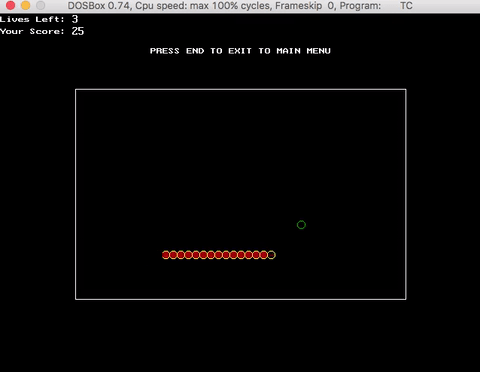 DOSBox 0.74, Cpu speed: max 100% cycles, Frameskip 0, Program: TC
Lives Left: 3
Your Score: 25
PRESS END TO EXIT TO MAIN MENU